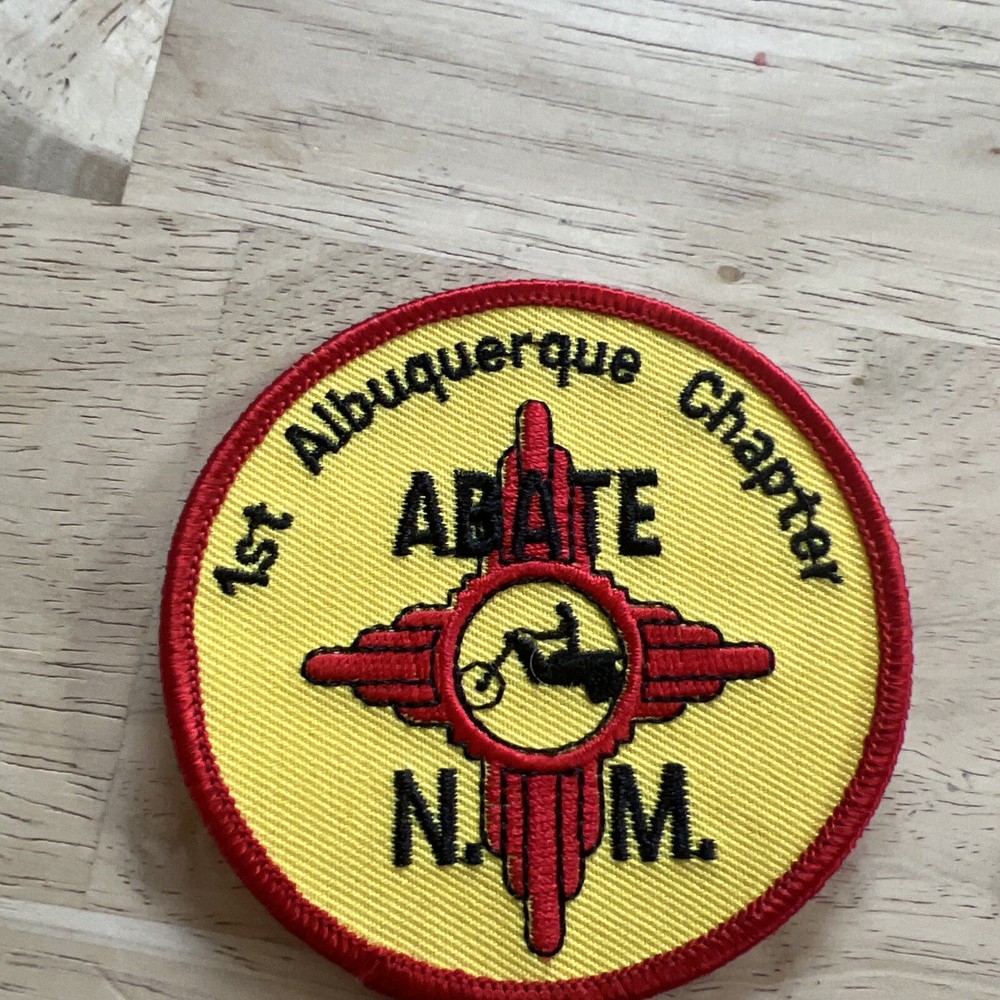 1st Albuquerque Chapter
ABATE
N. M.